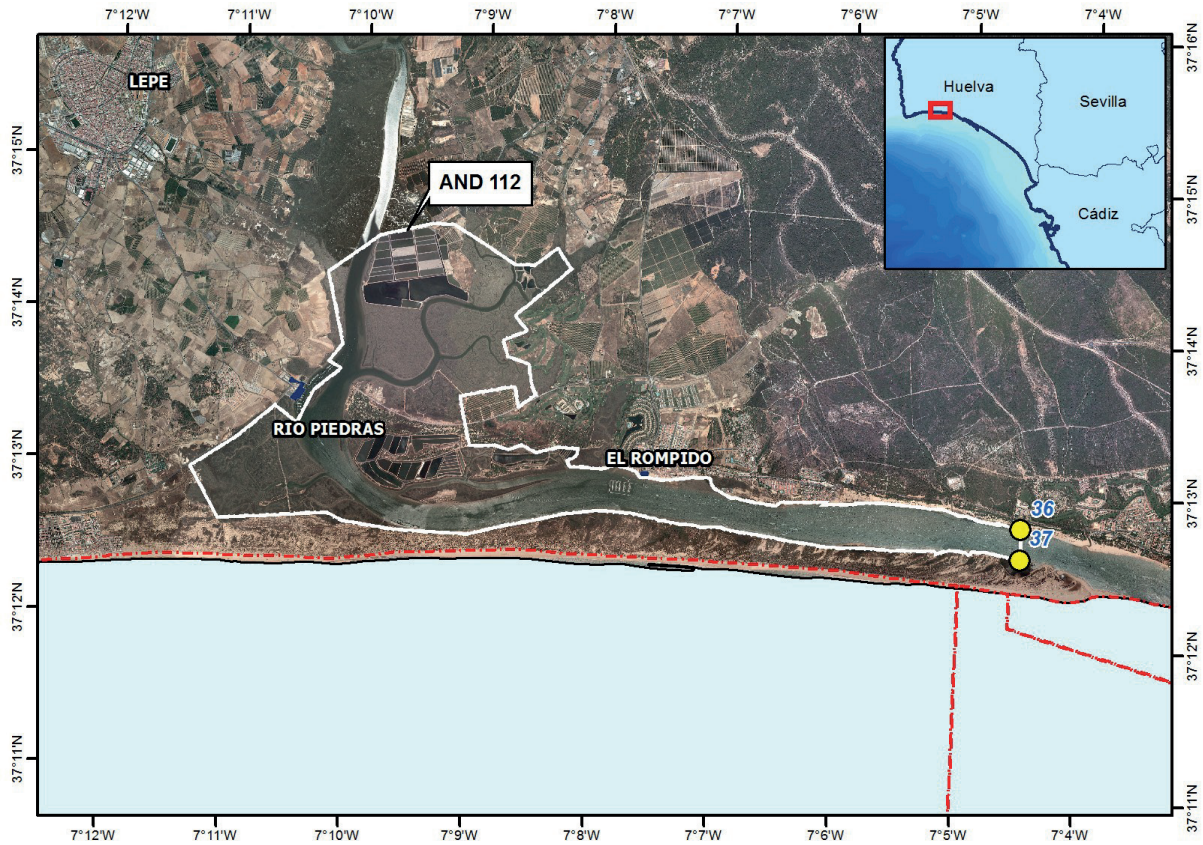 7°12'W 7°11'W 7°10'W 7°9'W 7°8'W 7°7'W 7°6'W 7°5'W 7°4'W
37°16'N
37°15'N
37°14'N
37°13'N
37°12'N
37°11'N
LEPE
AND 112
Huelva
Sevilla
Cádiz
RIO PIEDRAS
EL ROMPIDO
36
37
37°15'N
37°14'N
37°13'N
37°12'N
37°11'N
7°12'W 7°11'W 7°10'W 7°9'W 7°8'W 7°7'W 7°6'W 7°5'W 7°4'W